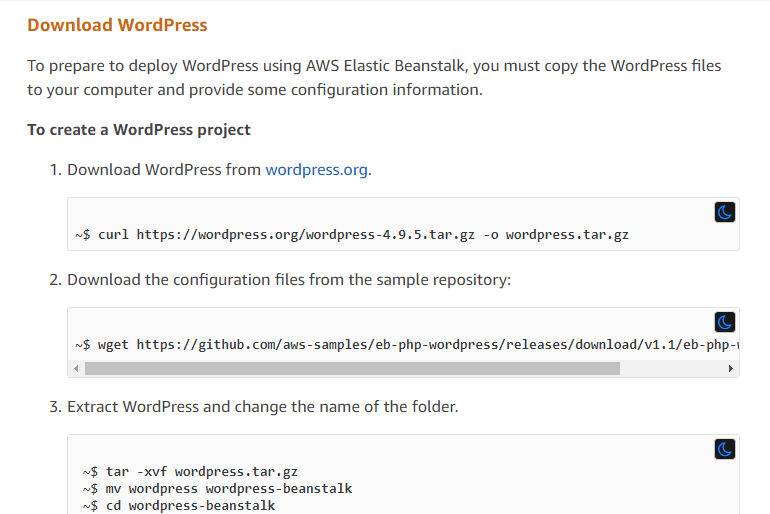 Download WordPress
To prepare to deploy WordPress using AWS Elastic Beanstalk, you must copy the WordPress files
to your computer and provide some configuration information.
To create a WordPress project
1. Download WordPress from wordpress.org.
~$ curl https://wordpress.org/wordpress-4.9.5.tar.gz -o wordpress.tar.gz
2. Download the configuration files from the sample repository:
~$ wget https://github.com/aws-samples/eb-php-wordpress/releases/download/v1.1/eb-php-
3. Extract WordPress and change the name of the folder.
~$ tar -xvf wordpress.tar.gz
~$ mv wordpress wordpress-beanstalk
~$ cd wordpress-beanstalk